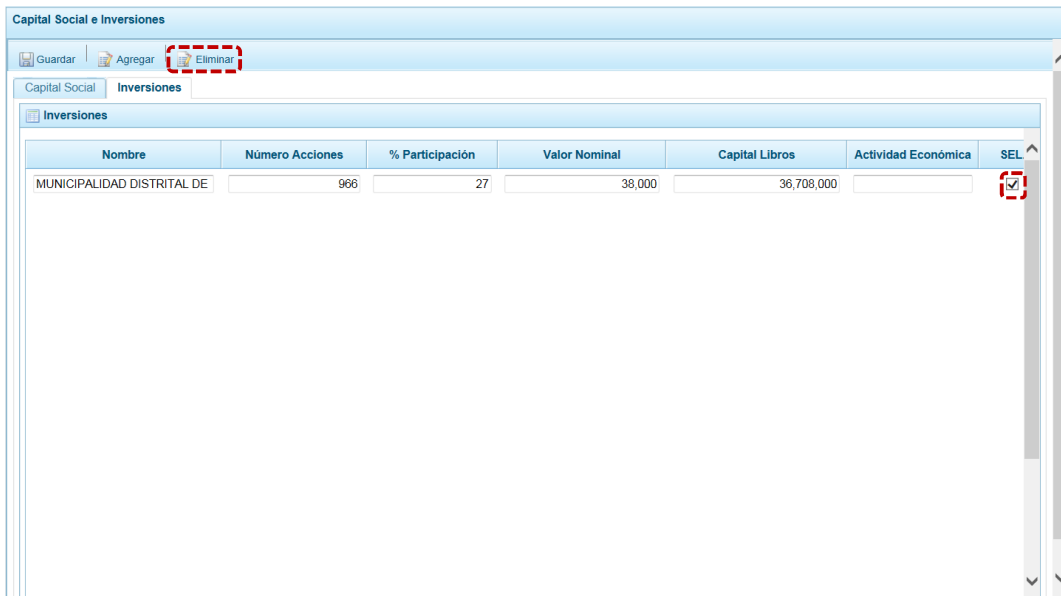 Capital Social e Inversiones
Guardar Agregar Eliminar
Capital Social Inversiones
Inversiones
Nombre Número Acciones % Participación Valor Nominal Capital Libros Actividad Económica SEL.
MUNICIPALIDAD DISTRITAL DE 966 27 38,000 36,708,000